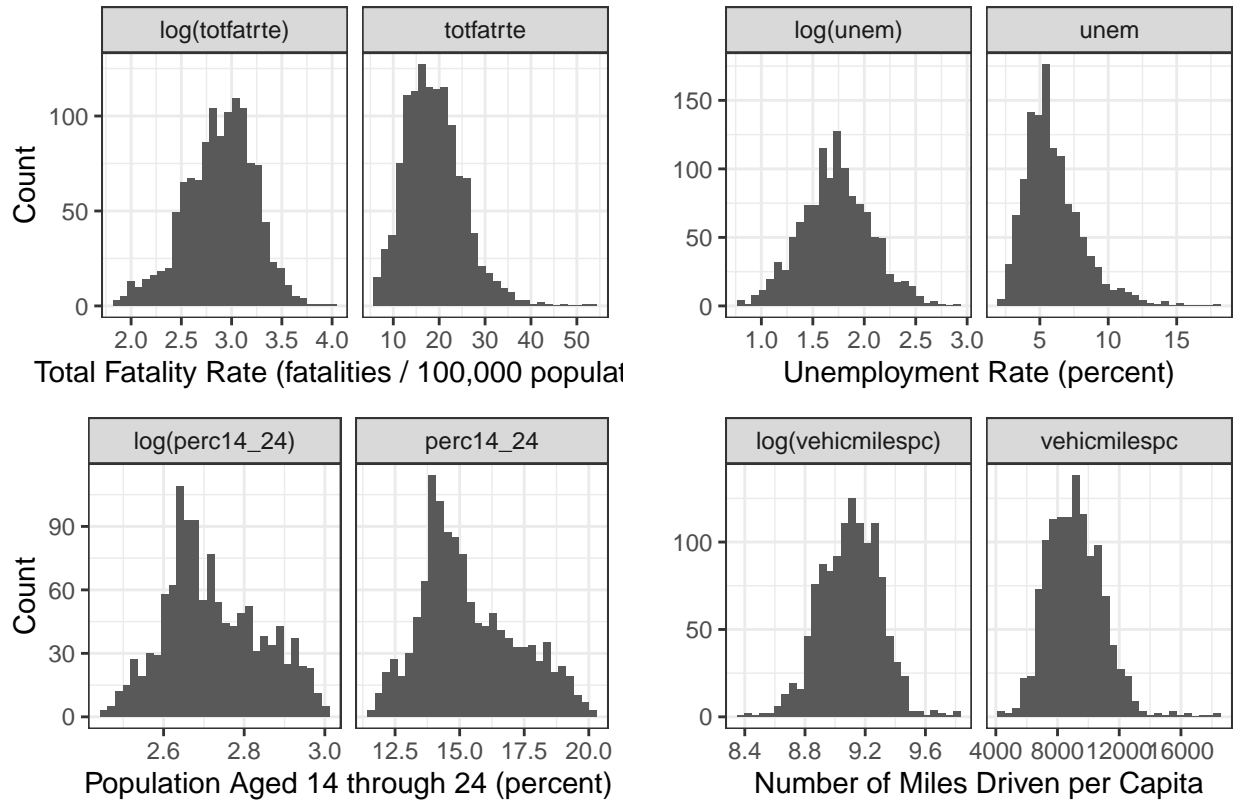 log(totfatrte) totfatrte
Count
100
50
0
2.0 2.5 3.0 3.5 4.0 10 20 30 40 50
Total Fatality Rate (fatalities / 100,000 populat
log(unem) unem
150
100
50
0
1.0 1.5 2.0 2.5 3.0 5 10 15
Unemployment Rate (percent)
log(perc14_24) perc14_24
Count
90
60
30
0
2.6 2.8 3.0 12.5 15.0 17.5 20.0
Population Aged 14 through 24 (percent)
log(vehicmilespc) vehicmilespc
100
50
0
8.4 8.8 9.2 9.6 4000 8000 12000 16000
Number of Miles Driven per Capita